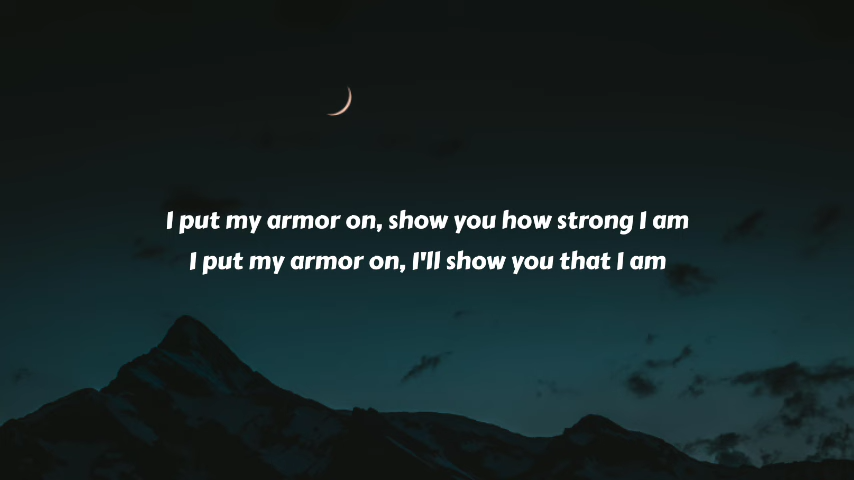 I put my armor on, show you how strong I am
I put my armor on, I'll show you that I am